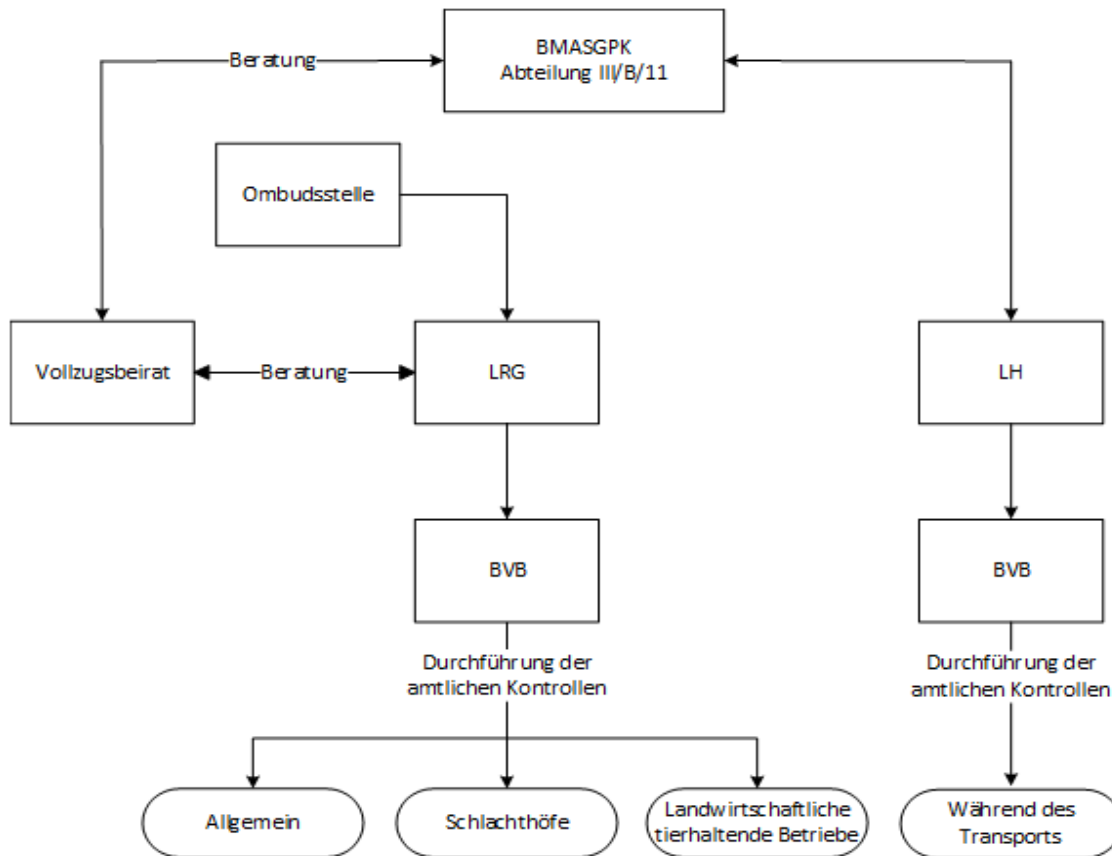 BMASGPK
Abteilung III/B/11
Beratung
Ombudsstelle
Vollzugsbeirat
Beratung
LRG
LH
BVB
BVB
Durchführung der
amtlichen Kontrollen
Durchführung der
amtlichen Kontrollen
Allgemein
Schlachthöfe
Landwirtschaftliche
tierhaltende Betriebe
Während des
Transports